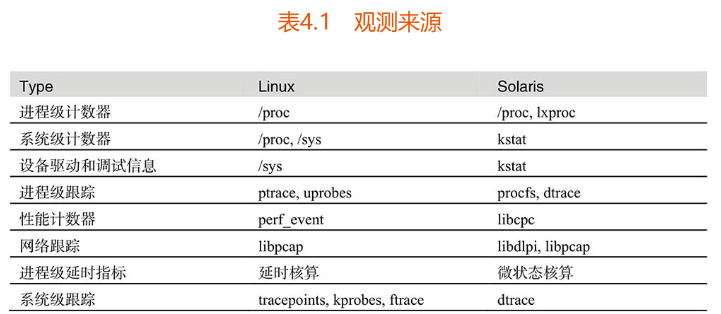 表4.1 观测来源
Type Linux Solaris
进程级计数器 /proc /proc, lxproc
系统级计数器 /proc, /sys kstat
设备驱动和调试信息 /sys kstat
进程级跟踪 ptrace, uprobes procfs, dtrace
性能计数器 perf_event libcpc
网络跟踪 libpcap libdlpi, libpcap
进程级延时指标 延时核算 微状态核算
系统级跟踪 tracepoints, kprobes, ftrace dtrace